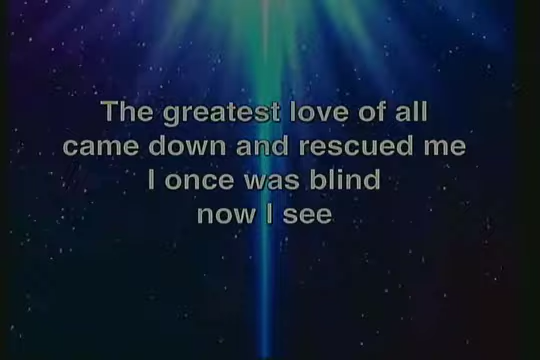 The greatest love of all
came down and rescued me
I once was blind
now I see